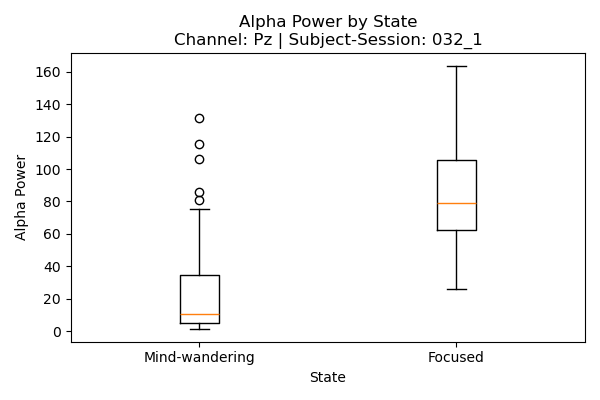 Alpha Power by State
Channel: Pz | Subject-Session: 032_1
Alpha Power
160
140
120
100
80
60
40
20
0
Mind-wandering
Focused
State